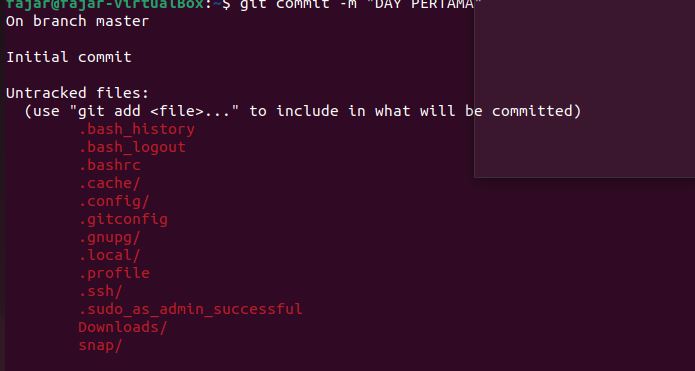 fajar@fajar-VirtualBox:~$ git commit -m "DAY PERTAMA"
On branch master
Initial commit
Untracked files:
(use "git add <file>..." to include in what will be committed)
.bash_history
.bash_logout
.bashrc
.cache/
.config/
.gitconfig
.gnupg/
.local/
.profile
.ssh/
.sudo_as_admin_successful
Downloads/
snap/